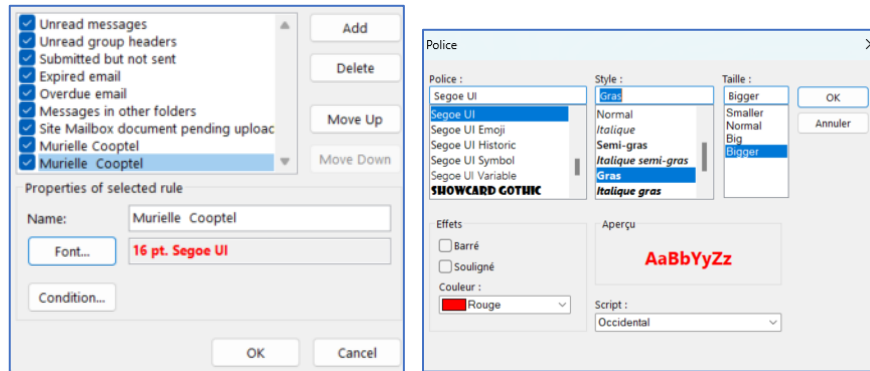 Unread messages
Unread group headers
Submitted but not sent
Expired email
Overdue email
Messages in other folders
Site Mailbox document pending upload
Murielle Cooptel
Murielle  Cooptel
Add
Delete
Move Up
Move Down
Properties of selected rule
Name:
Murielle  Cooptel
Font...
16 pt. Segoe UI
Condition...
OK
Cancel
Police
Police :
Segoe UI
Segoe UI
Segoe UI Emoji
Segoe UI Historic
Segoe UI Symbol
Segoe UI Variable
SHOWCARD GOTHIC
Style :
Gras
Normal
Italique
Semi-gras
Italique semi-gras
Gras
Italique gras
Taille :
Bigger
Smaller
Normal
Big
Bigger
OK
Annuler
Effets
Barré
Souligné
Couleur :
Rouge
Aperçu
AaBbYyZz
Script :
Occidental